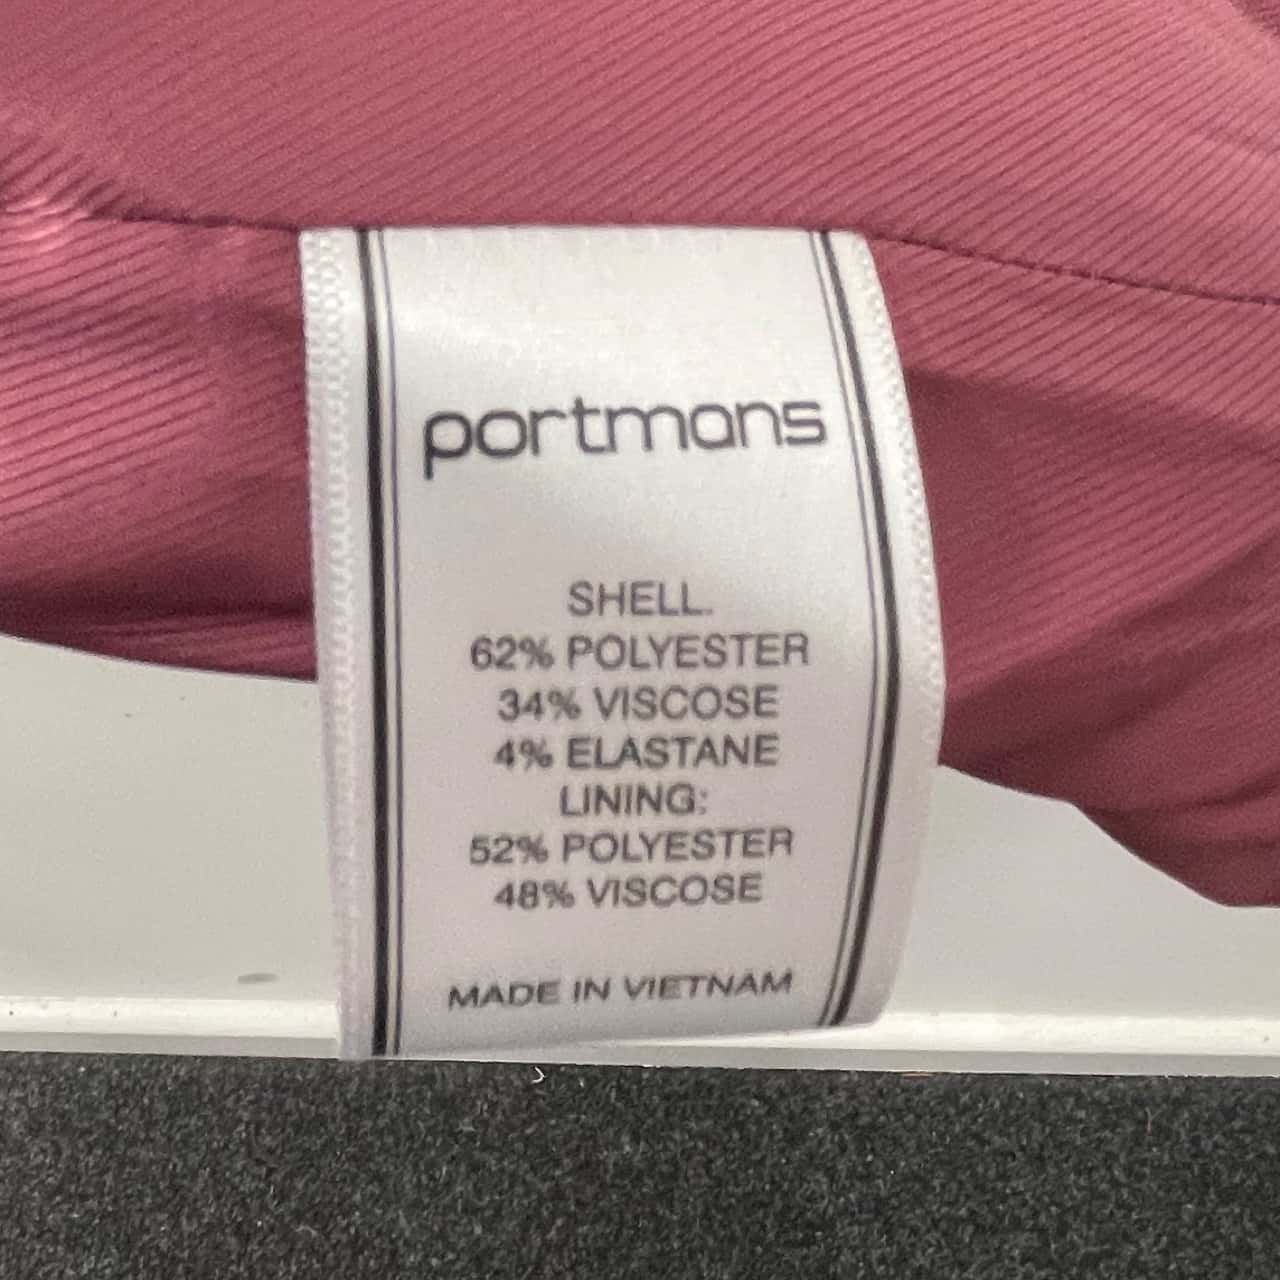 portmans
SHELL.
62% POLYESTER
34% VISCOSE
4% ELASTANE
LINING:
52% POLYESTER
48% VISCOSE
MADE IN VIETNAM